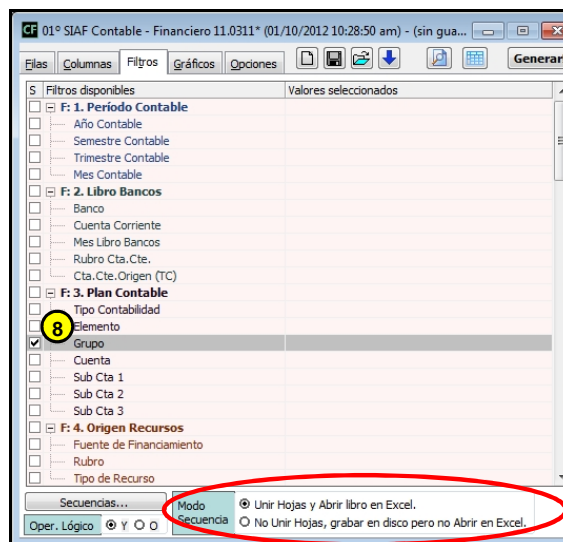 CF 01º SIAF Contable - Financiero 11.0311* (01/10/2012 10:28:50 am) - (sin gua...
Filas Columnas Filtros Gráficos Opciones Generar
S Filtros disponibles Valores seleccionados
F: 1. Período Contable
Año Contable
Semestre Contable
Trimestre Contable
Mes Contable
F: 2. Libro Bancos
Banco
Cuenta Corriente
Mes Libro Bancos
Rubro Cta.Cte.
Cta.Cte.Origen (TC)
F: 3. Plan Contable
Tipo Contabilidad
8 Elemento
Grupo
Cuenta
Sub Cta 1
Sub Cta 2
Sub Cta 3
F: 4. Origen Recursos
Fuente de Financiamiento
Rubro
Tipo de Recurso
Secuencias...
Oper. Lógico Y O
Modo Secuencia
Unir Hojas y Abrir libro en Excel.
No Unir Hojas, grabar en disco pero no Abrir en Excel.